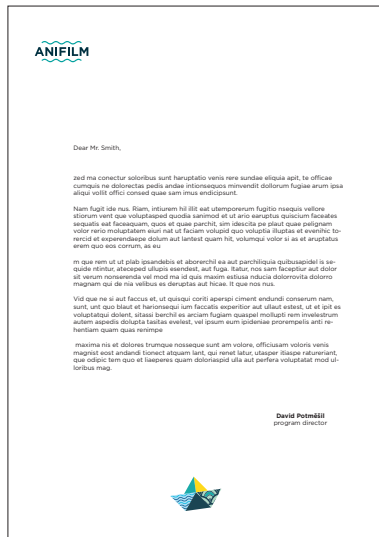 ANIFILM
Dear Mr. Smith,
zed ma conectur soloribus sunt haruptatio venis rere sundae eliquia apit, te officae
cumquis ne dolorectas pedis andae intionsequos minvendit dollorum fugiae arum ipsa
aliqui vollit offici consed quae sam imus endicipsunt.
Nam fugit ide nus. Riam, intiurem hil illit eat utemporerum fugitio nsequis vellore
stiorum vent que voluptasped quodia sanimod et ut ario earuptus quiscium faceates
sequatis eat faceaquam, quos et quae parchit, sim idescita pe plaut quae pelignam
volor rerio moluptatem eiuri nat ut faciam volupid quo voluptia illuptas et evenihic to-
rercid et experendaepe dolum aut lantest quam hit, volumqui volor si as et aruptatus
erem quo eos corrum, as eu
m que rem ut ut plab ipsandebis et aborerchil ea aut parchiliquia quibusapidel is se-
quide ntintur, ateceped ullupis esendest, aut fuga. Itatur, nos sam faceptiur aut dolor
sit verum nonserenda vel mod ma id quis maxim estiusa nducia dolorrovita dolorro
magnam qui de nia velibus es deruptas aut hicae. It que nos nus.
Vid que ne si aut faccus et, ut quisqui coriti aperspi ciment endundi conserum nam,
sunt, unt quo blaut et harionsequi ium faccatis experitior aut ullaut estest, ut et ipit es
voluptatqui dolent, sitassi berchil es arciam fugiam quaspel mollupti rem invelestrum
autem aspedis dolupta tasitas evelest, vel ipsum eum ipideniae prorempelis anti re-
hentiam quam quas renimpe
maxima nis et dolores trumque nosseque sunt am volore, officiusam voloris venis
magnist eost andandi tionect atquam lant, qui renet latur, utasper itiaspe ratureriant,
que odipic tem quo et liaeperes quam doloriaspid ulla aut perfera voluptatat mod ul-
loribus mag.
David Potměšil
program director